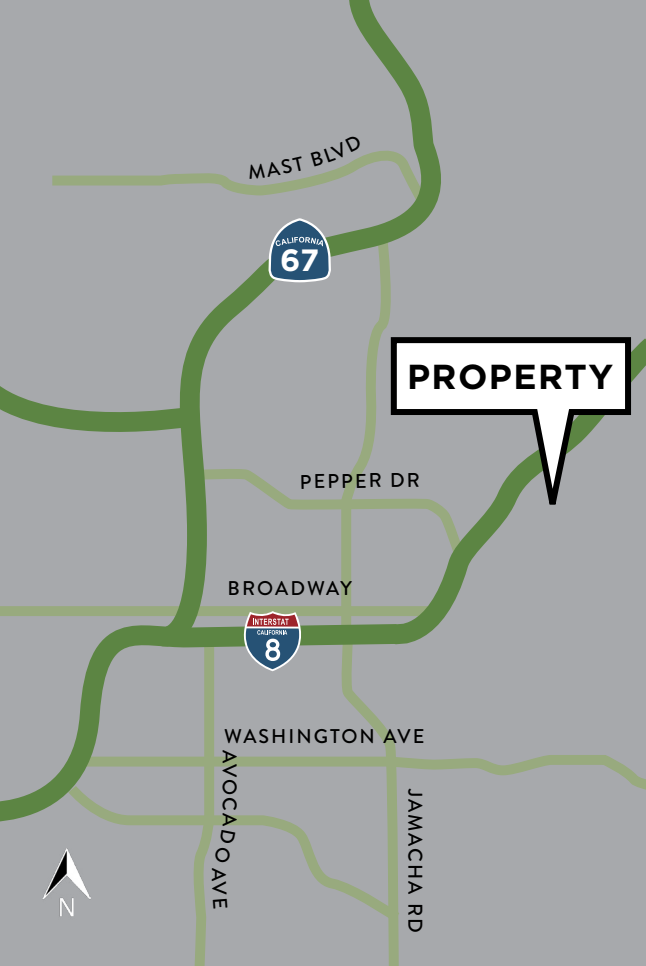 MAST BLVD
CALIFORNIA
67
PROPERTY
PEPPER DR
BROADWAY
INTERSTAT
CALIFORNIA
8
WASHINGTON AVE
AVOCADO AVE
JAMACHA RD
N